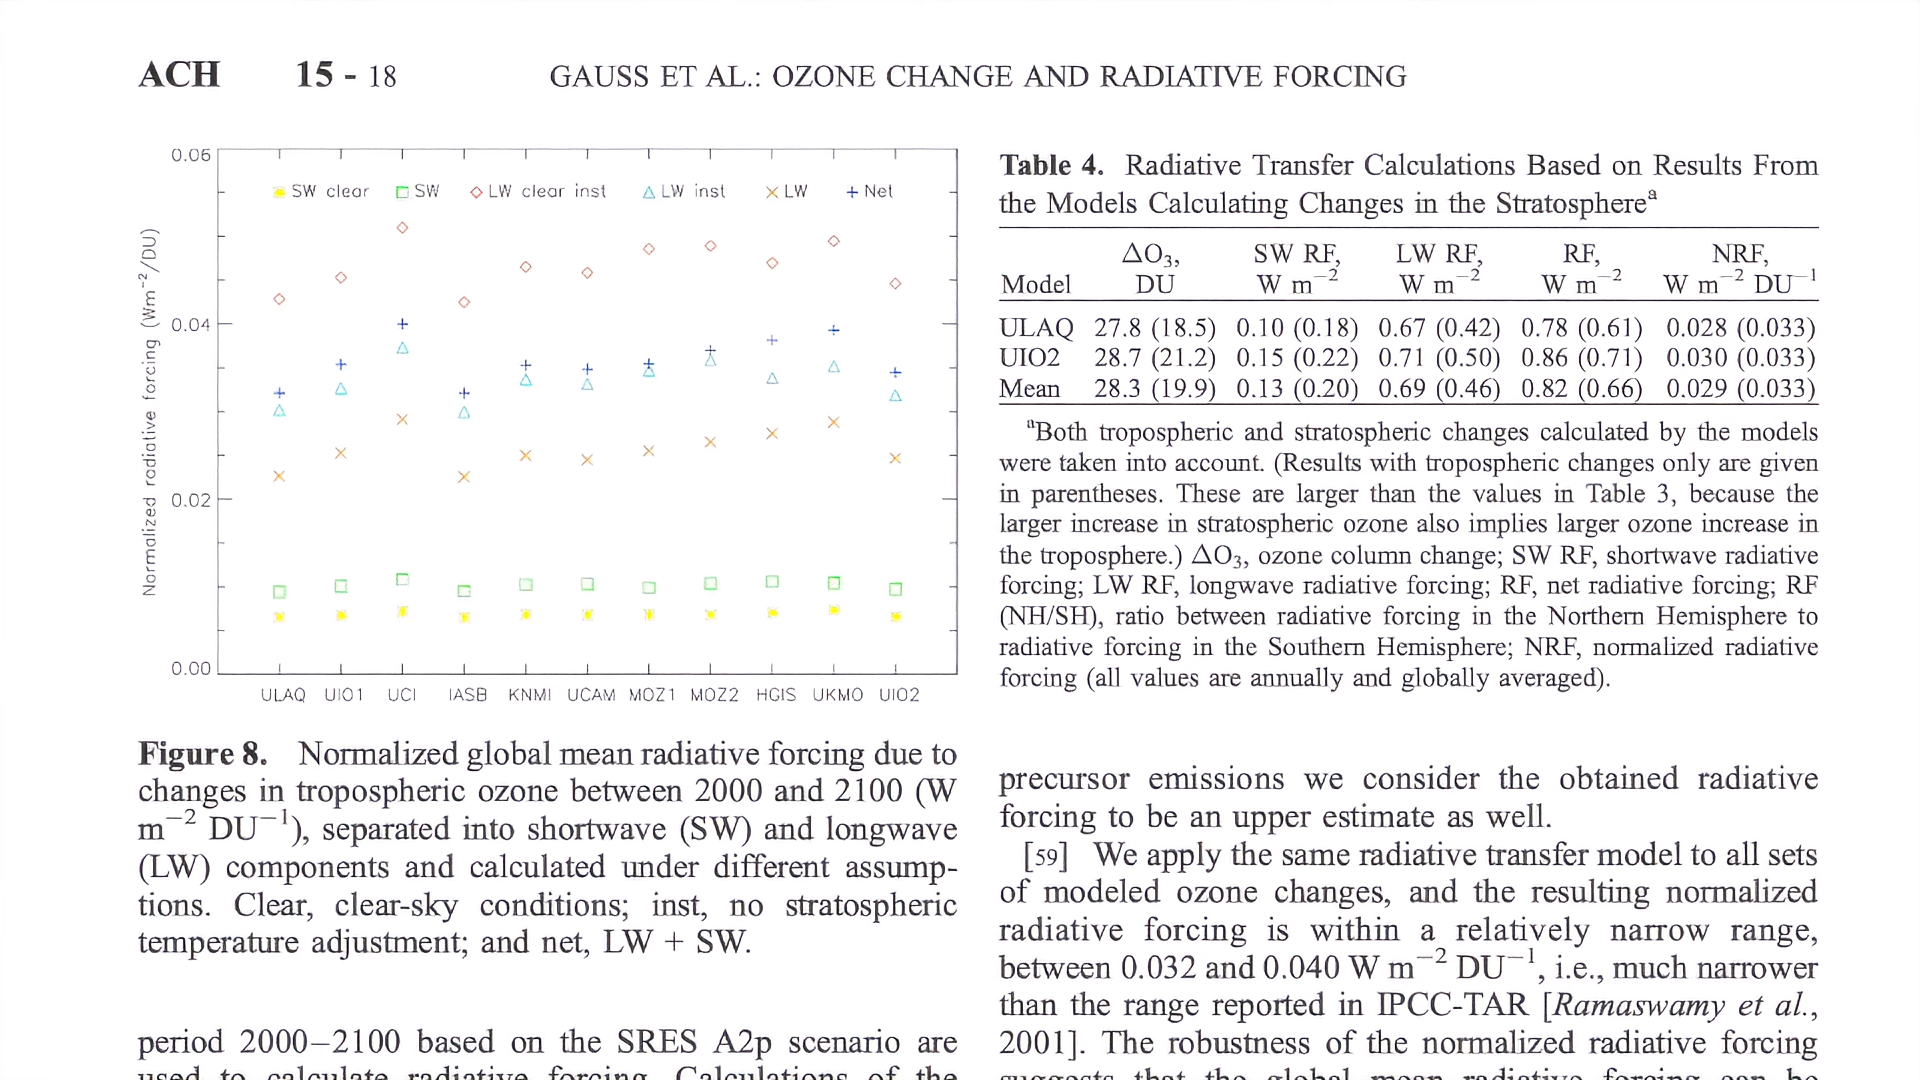 ACH 15 - 18 GAUSS ET AL.: OZONE CHANGE AND RADIATIVE FORCING
0.06
SW clear SW LW clear inst LW inst LW Net
0.04
0.02
0.00
Normalized radiative forcing (Wm−2/DU)
ULAQ UIO1 UCI IASB KNMI UCAM MOZ1 MOZ2 HGIS UKMO UIO2
Figure 8. Normalized global mean radiative forcing due to
changes in tropospheric ozone between 2000 and 2100 (W
m−2 DU−1), separated into shortwave (SW) and longwave
(LW) components and calculated under different assump-
tions. Clear, clear-sky conditions; inst, no stratospheric
temperature adjustment; and net, LW + SW.
period 2000–2100 based on the SRES A2p scenario are
used to calculate radiative forcing. Calculations of the
Table 4. Radiative Transfer Calculations Based on Results From
the Models Calculating Changes in the Stratospherea
ΔO3, SW RF, LW RF, RF, NRF,
Model DU W m−2 W m−2 W m−2 W m−2 DU−1
ULAQ 27.8 (18.5) 0.10 (0.18) 0.67 (0.42) 0.78 (0.61) 0.028 (0.033)
UIO2 28.7 (21.2) 0.15 (0.22) 0.71 (0.50) 0.86 (0.71) 0.030 (0.033)
Mean 28.3 (19.9) 0.13 (0.20) 0.69 (0.46) 0.82 (0.66) 0.029 (0.033)
aBoth tropospheric and stratospheric changes calculated by the models
were taken into account. (Results with tropospheric changes only are given
in parentheses. These are larger than the values in Table 3, because the
larger increase in stratospheric ozone also implies larger ozone increase in
the troposphere.) ΔO3, ozone column change; SW RF, shortwave radiative
forcing; LW RF, longwave radiative forcing; RF, net radiative forcing; RF
(NH/SH), ratio between radiative forcing in the Northern Hemisphere to
radiative forcing in the Southern Hemisphere; NRF, normalized radiative
forcing (all values are annually and globally averaged).
precursor emissions we consider the obtained radiative
forcing to be an upper estimate as well.
[59] We apply the same radiative transfer model to all sets
of modeled ozone changes, and the resulting normalized
radiative forcing is within a relatively narrow range,
between 0.032 and 0.040 W m−2 DU−1, i.e., much narrower
than the range reported in IPCC-TAR [Ramaswamy et al.,
2001]. The robustness of the normalized radiative forcing
suggests that the global mean radiative forcing can be